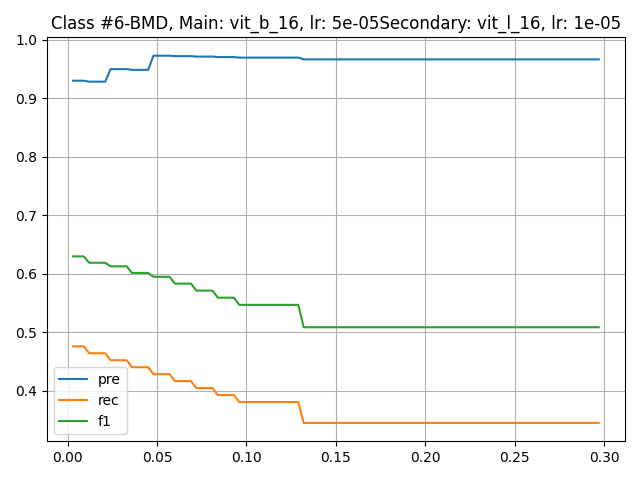 Class #6-BMD, Main: vit_b_16, lr: 5e-05Secondary: vit_l_16, lr: 1e-05
1.0
0.9
0.8
0.7
0.6
0.5
0.4
pre
rec
f1
0.00 0.05 0.10 0.15 0.20 0.25 0.30